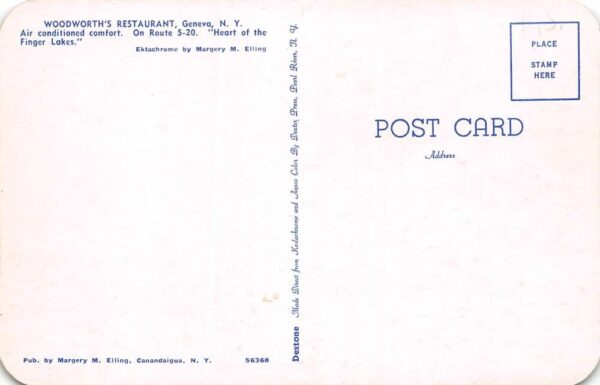 WOODWORTH'S RESTAURANT, Geneva, N. Y.
Air conditioned comfort. On Route 5-20. "Heart of the
Finger Lakes."
Ektachrome by Margery M. Elling
Pub. by Margery M. Elling, Canandaigua, N. Y. 56368
Dextone Made Direct from Kodachrome and Ansco Color By Dexter Press, Pearl River, N. Y.
PLACE
STAMP
HERE
POST CARD
Address